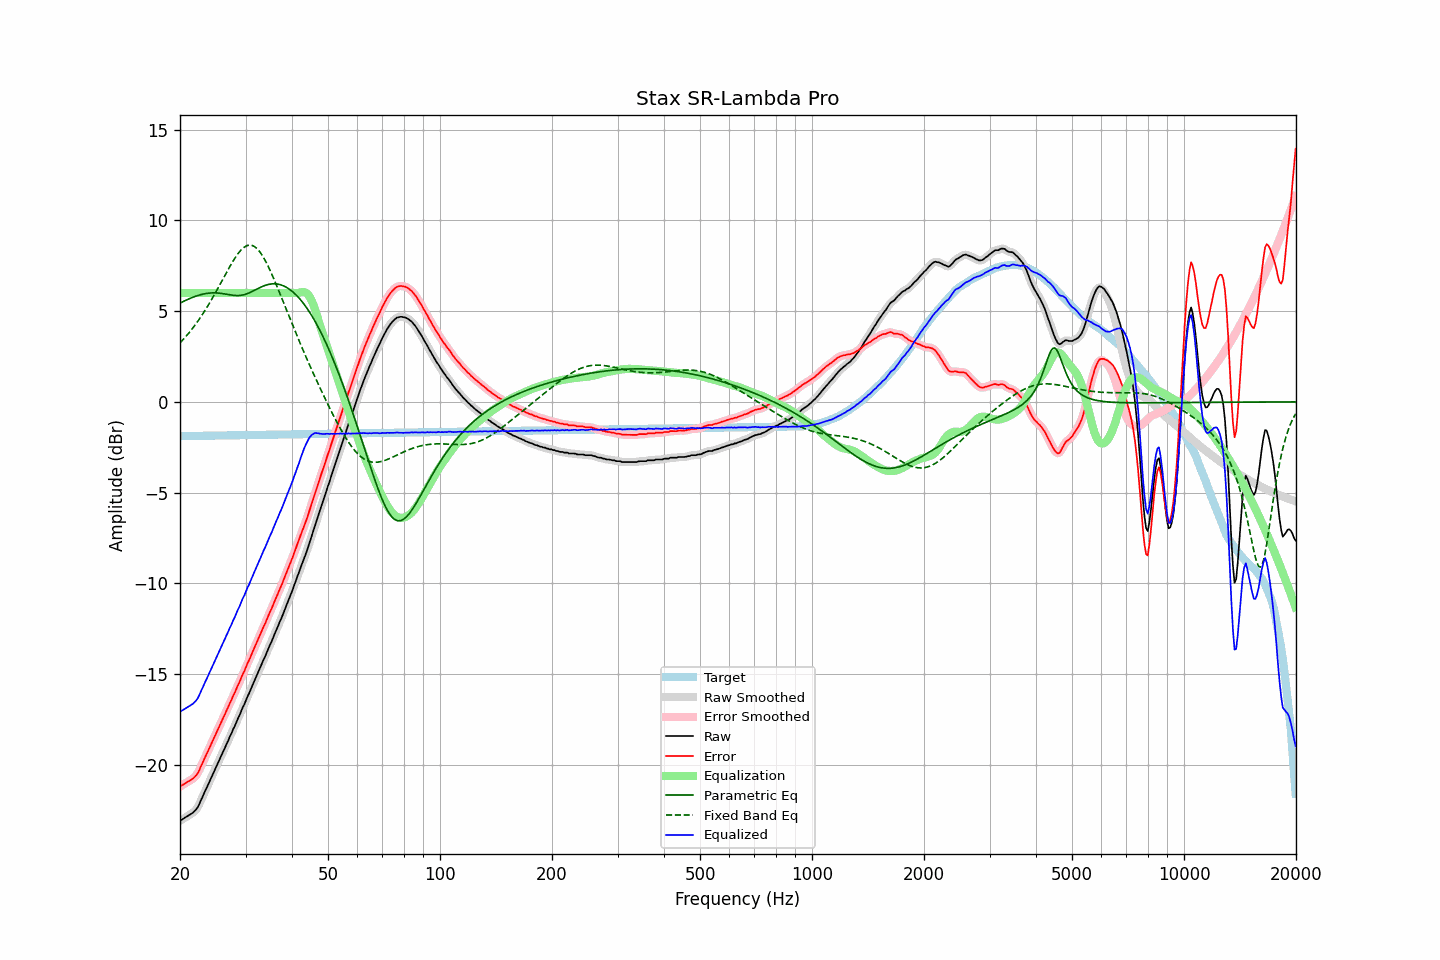 Stax SR-Lambda Pro
15
10
5
0
−5
−10
−15
−20
Amplitude (dBr)
Target
Raw Smoothed
Error Smoothed
Raw
Error
Equalization
Parametric Eq
Fixed Band Eq
Equalized
20 50 100 200 500 1000 2000 5000 10000 20000
Frequency (Hz)